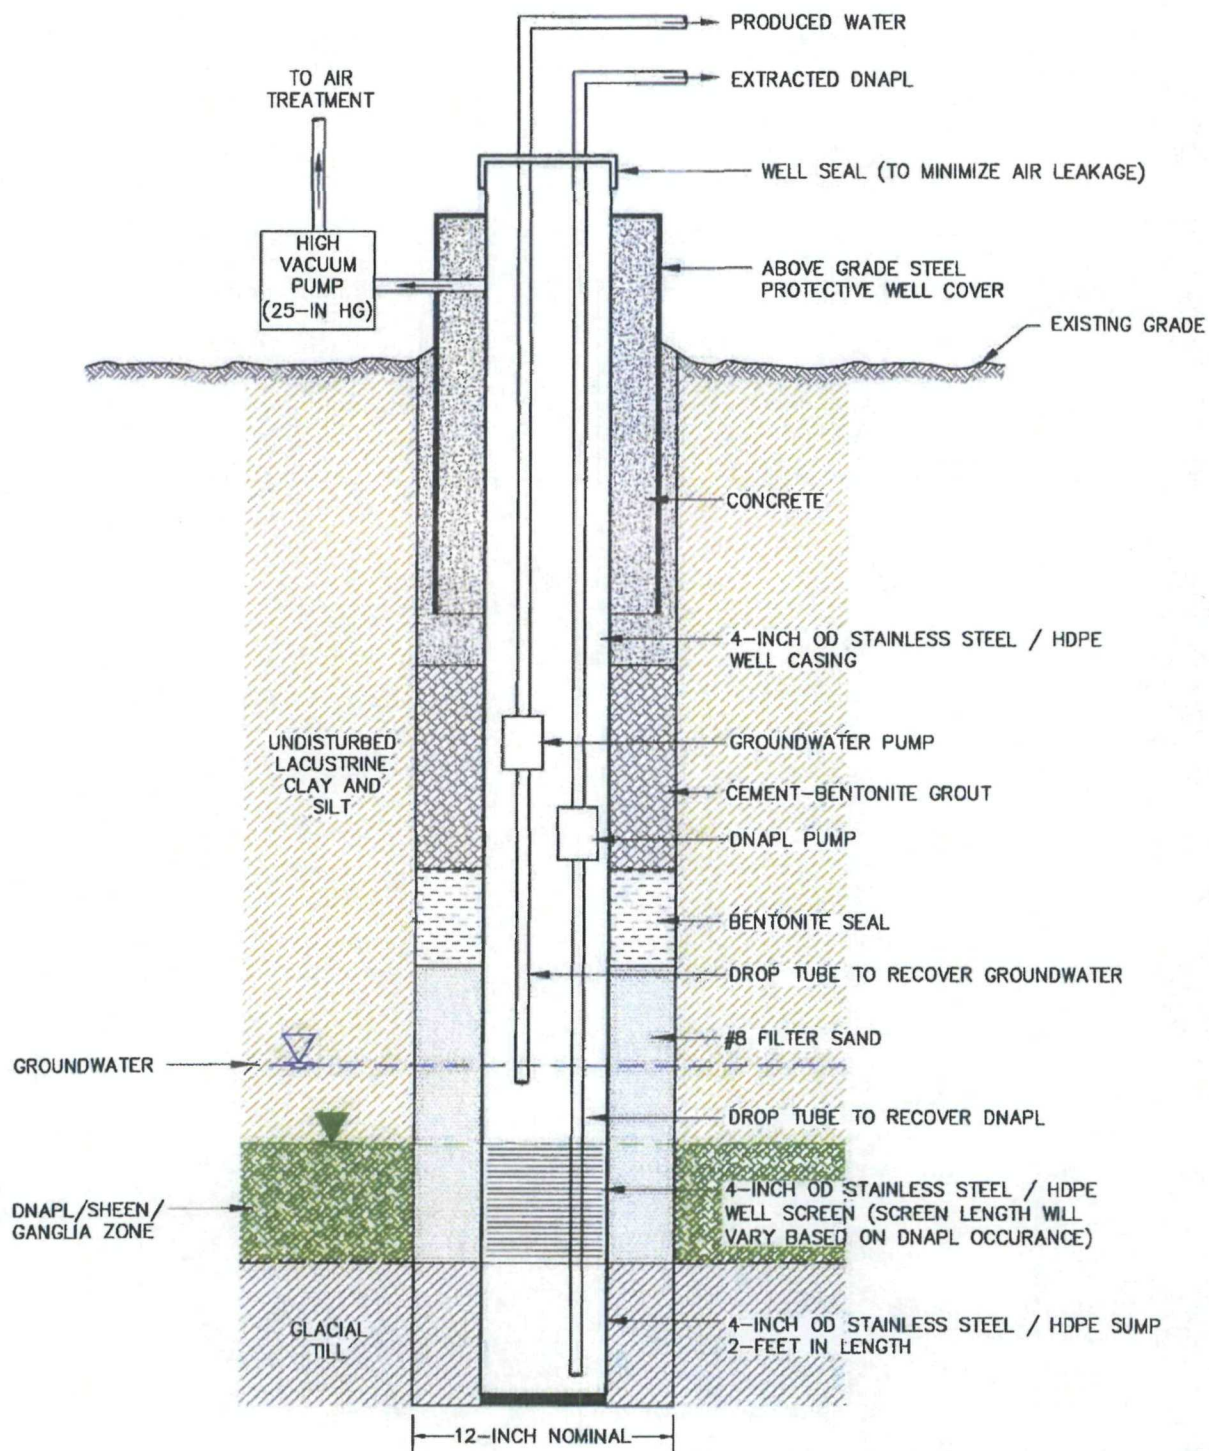 PRODUCED WATER
EXTRACTED DNAPL
TO AIR
TREATMENT
WELL SEAL (TO MINIMIZE AIR LEAKAGE)
HIGH
VACUUM
PUMP
(25-IN HG)
ABOVE GRADE STEEL
PROTECTIVE WELL COVER
EXISTING GRADE
CONCRETE
4-INCH OD STAINLESS STEEL / HDPE
WELL CASING
UNDISTURBED
LACUSTRINE
CLAY AND
SILT
GROUNDWATER PUMP
CEMENT-BENTONITE GROUT
DNAPL PUMP
BENTONITE SEAL
DROP TUBE TO RECOVER GROUNDWATER
#8 FILTER SAND
GROUNDWATER
DROP TUBE TO RECOVER DNAPL
DNAPL/SHEEN/
GANGLIA ZONE
4-INCH OD STAINLESS STEEL / HDPE
WELL SCREEN (SCREEN LENGTH WILL
VARY BASED ON DNAPL OCCURANCE)
GLACIAL
TILL
4-INCH OD STAINLESS STEEL / HDPE SUMP
2-FEET IN LENGTH
12-INCH NOMINAL